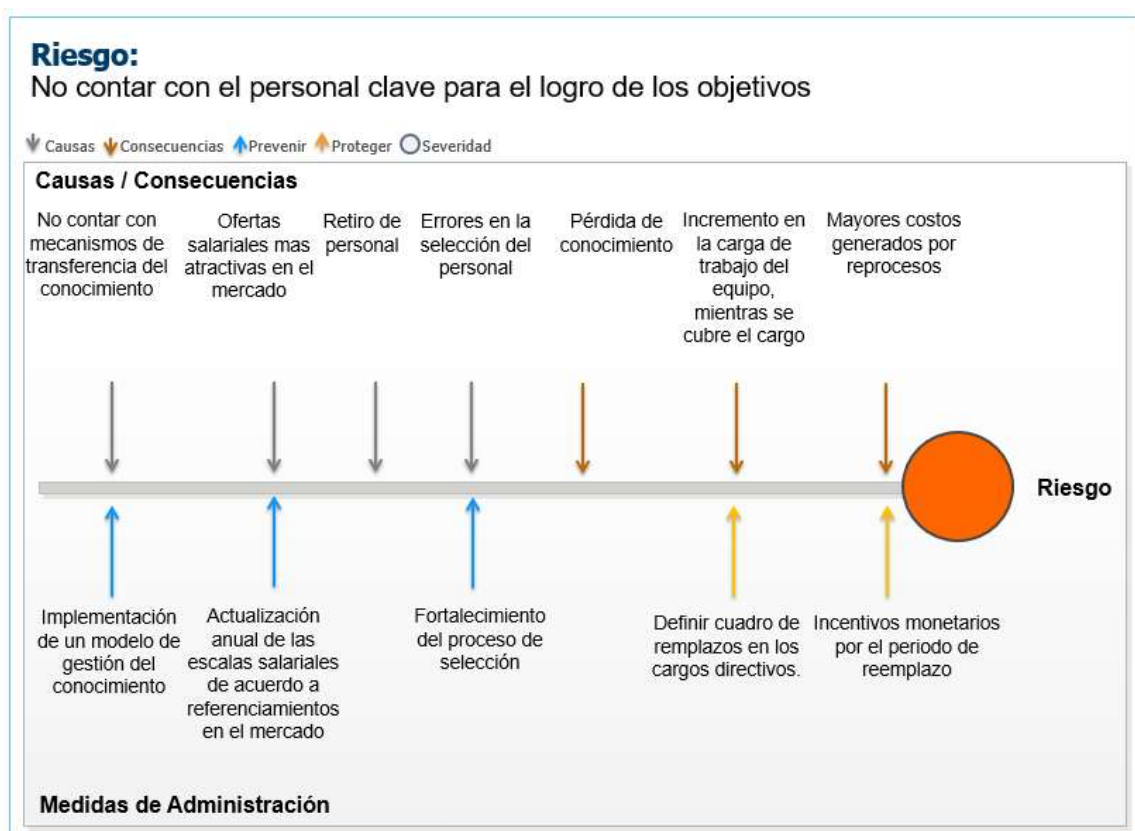 Riesgo:
No contar con el personal clave para el logro de los objetivos
Causas Consecuencias Prevenir Proteger Severidad
Causas / Consecuencias
No contar con
mecanismos de
transferencia del
conocimiento
Ofertas
salariales mas
atractivas en el
mercado
Retiro de
personal
Errores en la
selección del
personal
Pérdida de
conocimiento
Incremento en
la carga de
trabajo del
equipo,
mientras se
cubre el cargo
Mayores costos
generados por
reprocesos
Riesgo
Implementación
de un modelo de
gestión del
conocimiento
Actualización
anual de las
escalas salariales
de acuerdo a
referenciamientos
en el mercado
Fortalecimiento
del proceso de
selección
Definir cuadro de
remplazos en los
cargos directivos.
Incentivos monetarios
por el periodo de
reemplazo
Medidas de Administración